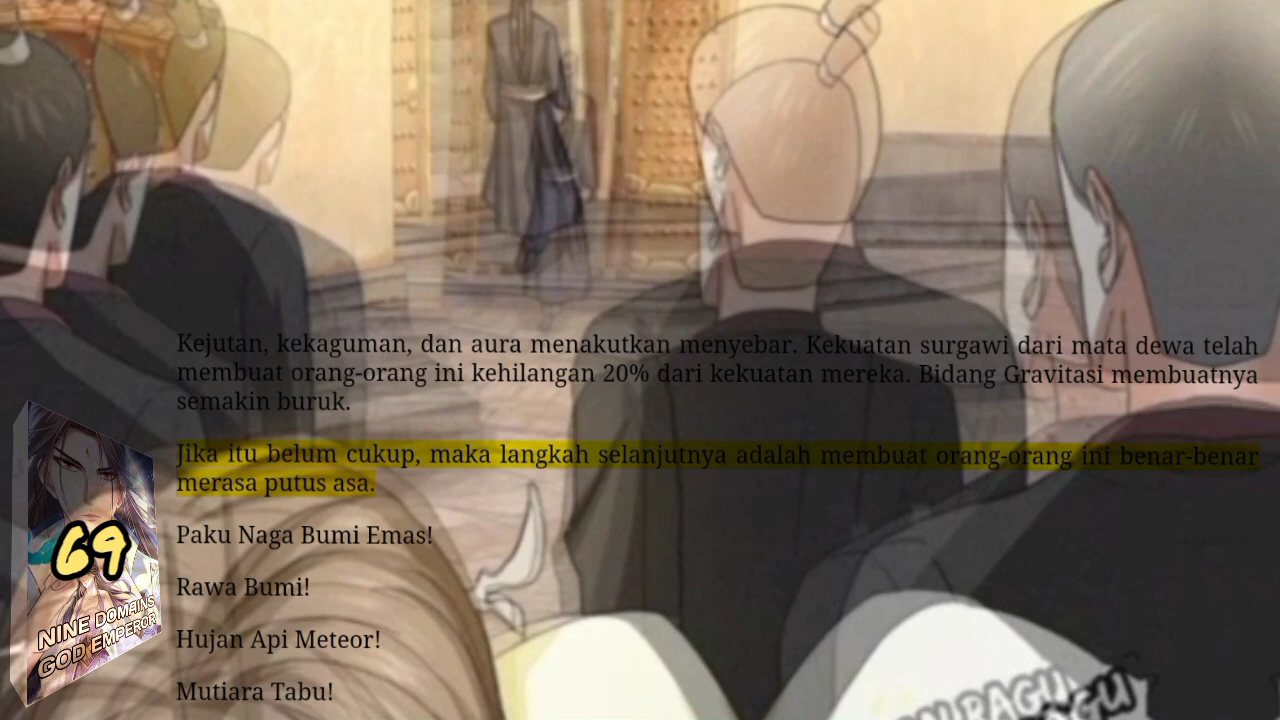 Kejutan, kekaguman, dan aura menakutkan menyebar. Kekuatan surgawi dari mata dewa telah
membuat orang-orang ini kehilangan 20% dari kekuatan mereka. Bidang Gravitasi membuatnya
semakin buruk.
Jika itu belum cukup, maka langkah selanjutnya adalah membuat orang-orang ini benar-benar
merasa putus asa.
Paku Naga Bumi Emas!
Rawa Bumi!
Hujan Api Meteor!
Mutiara Tabu!
69
NINE DOMAINS
GOD EMPEROR